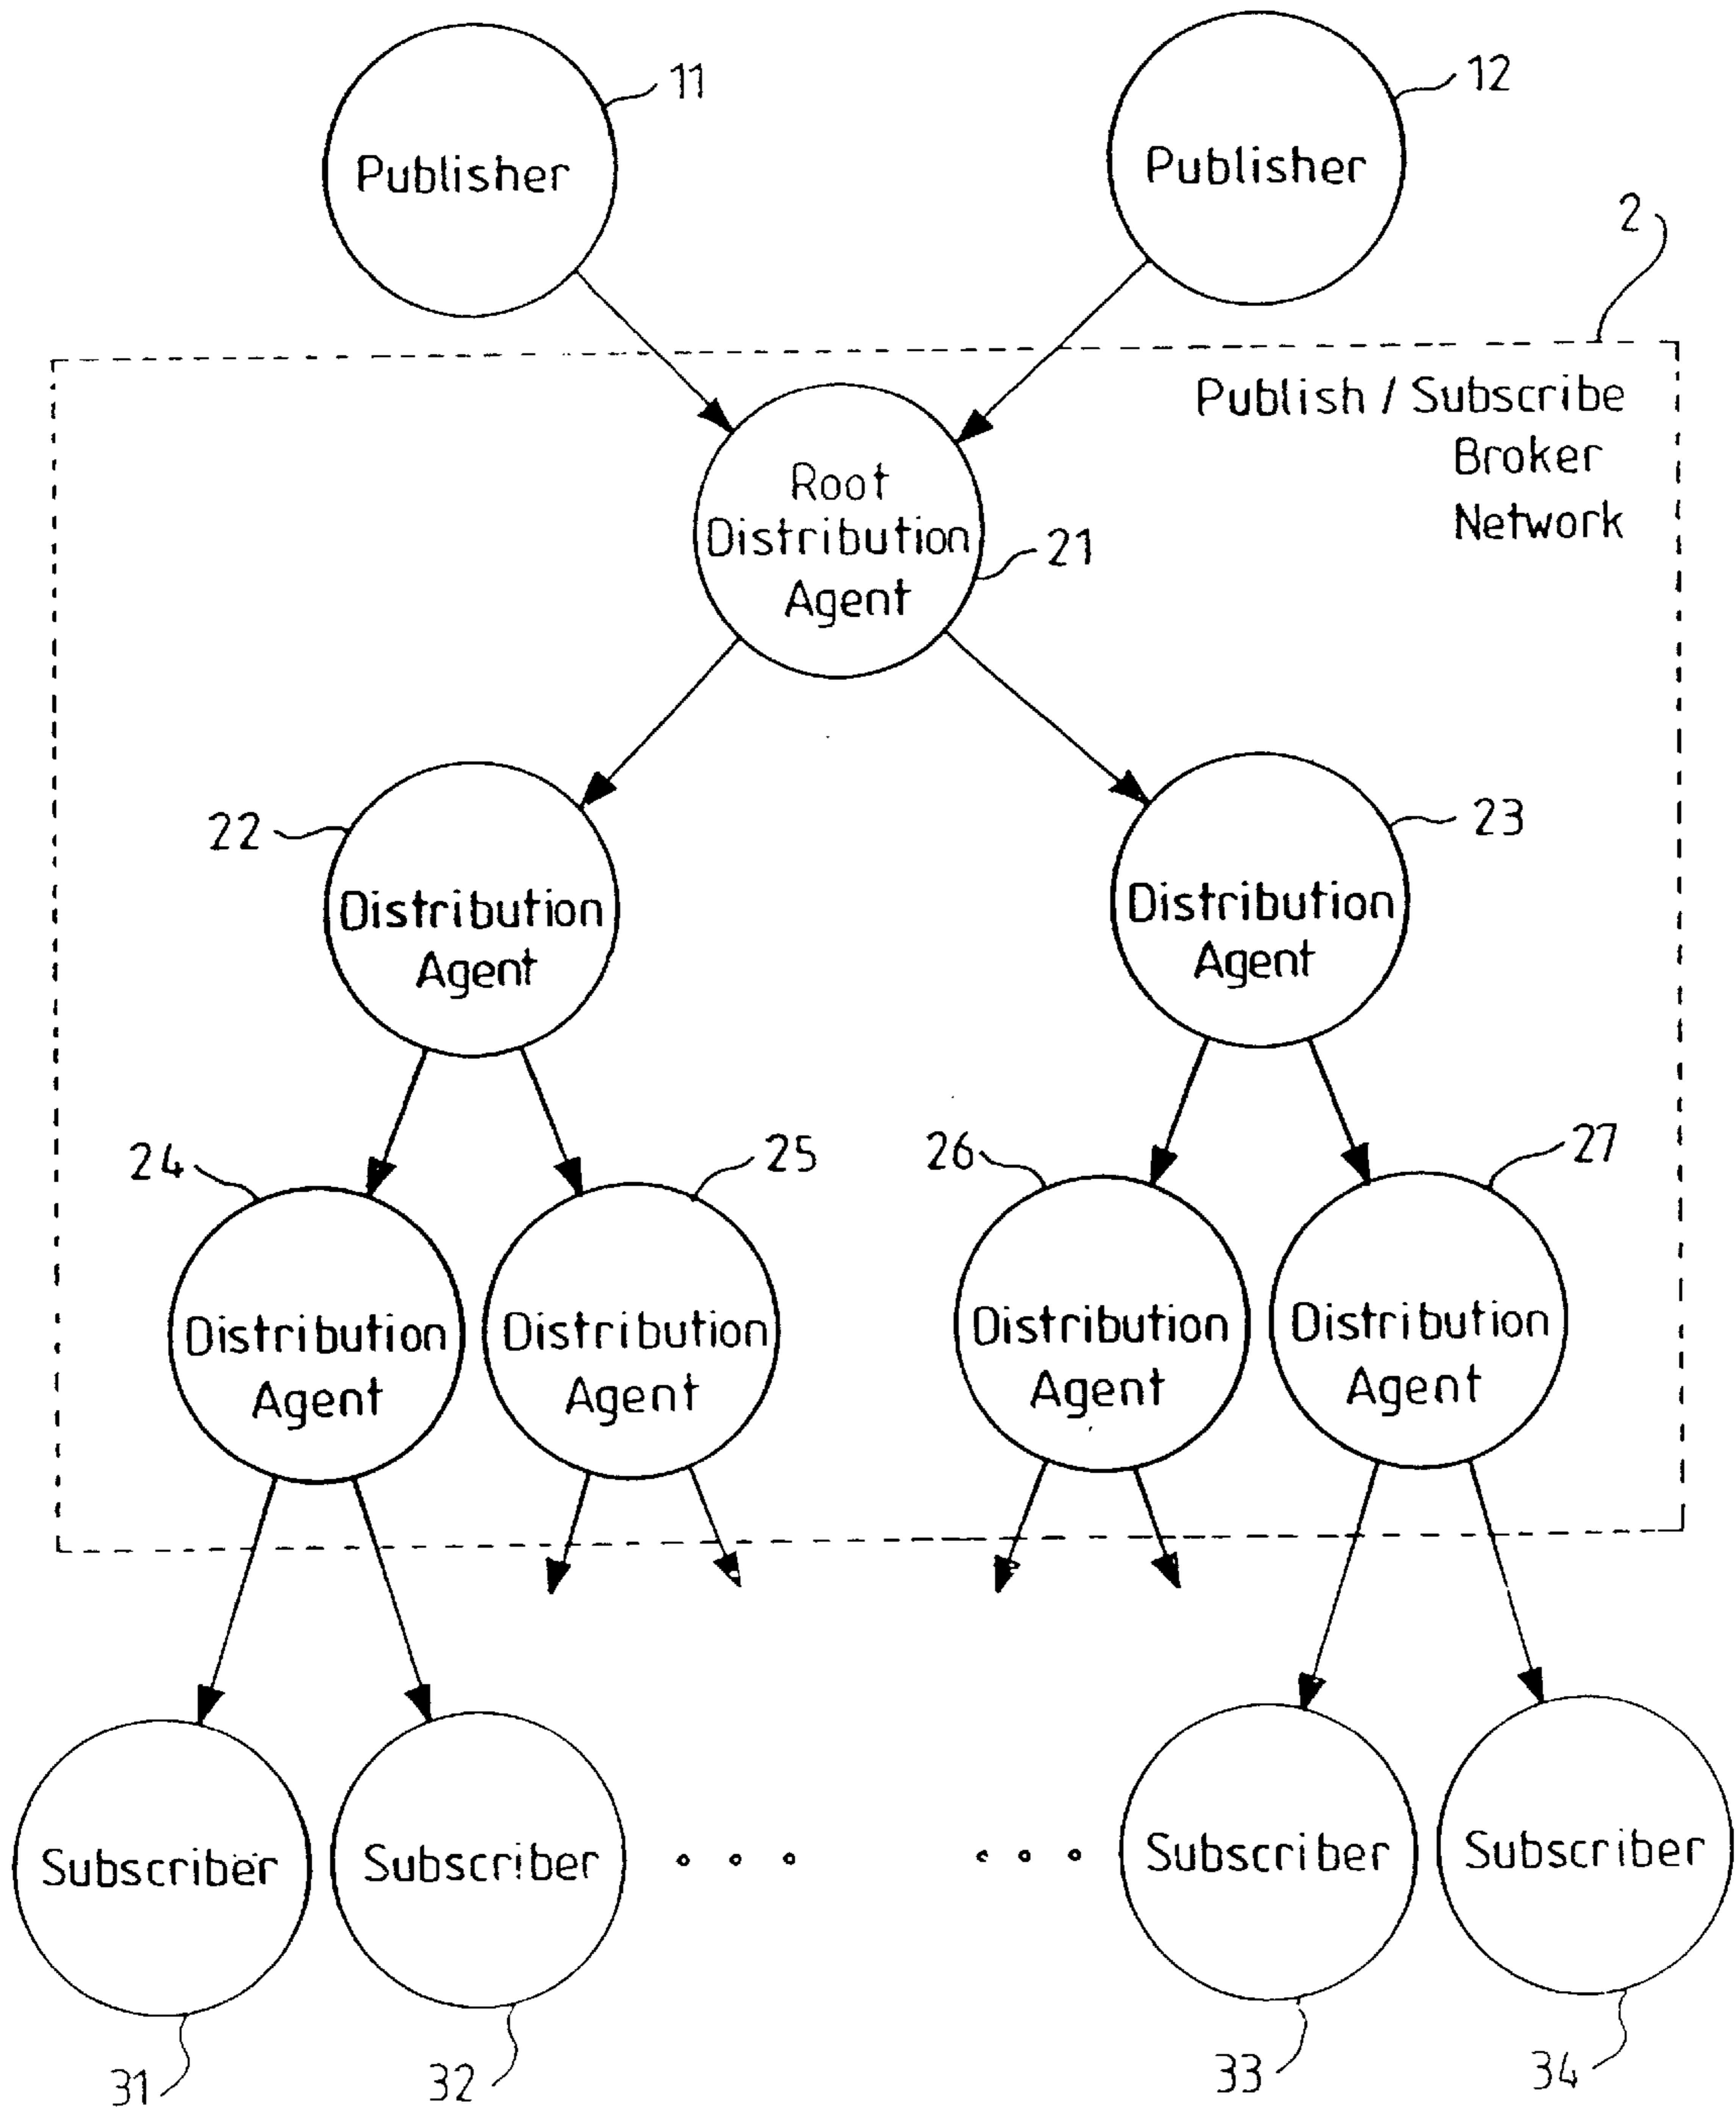 11
12
Publisher
Publisher
2
Publish / Subscribe
Broker
Network
Root
Distribution
Agent
21
22
23
Distribution
Agent
Distribution
Agent
24
25
26
27
Distribution
Agent
Distribution
Agent
Distribution
Agent
Distribution
Agent
Subscriber
Subscriber
Subscriber
Subscriber
31
32
33
34